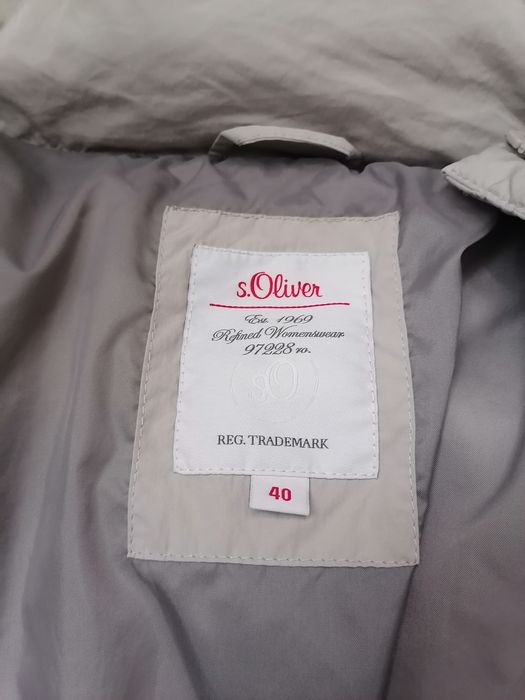 s.Oliver
Est. 1969
Refined Womenswear
97228 ro.
sO
REG. TRADEMARK
40